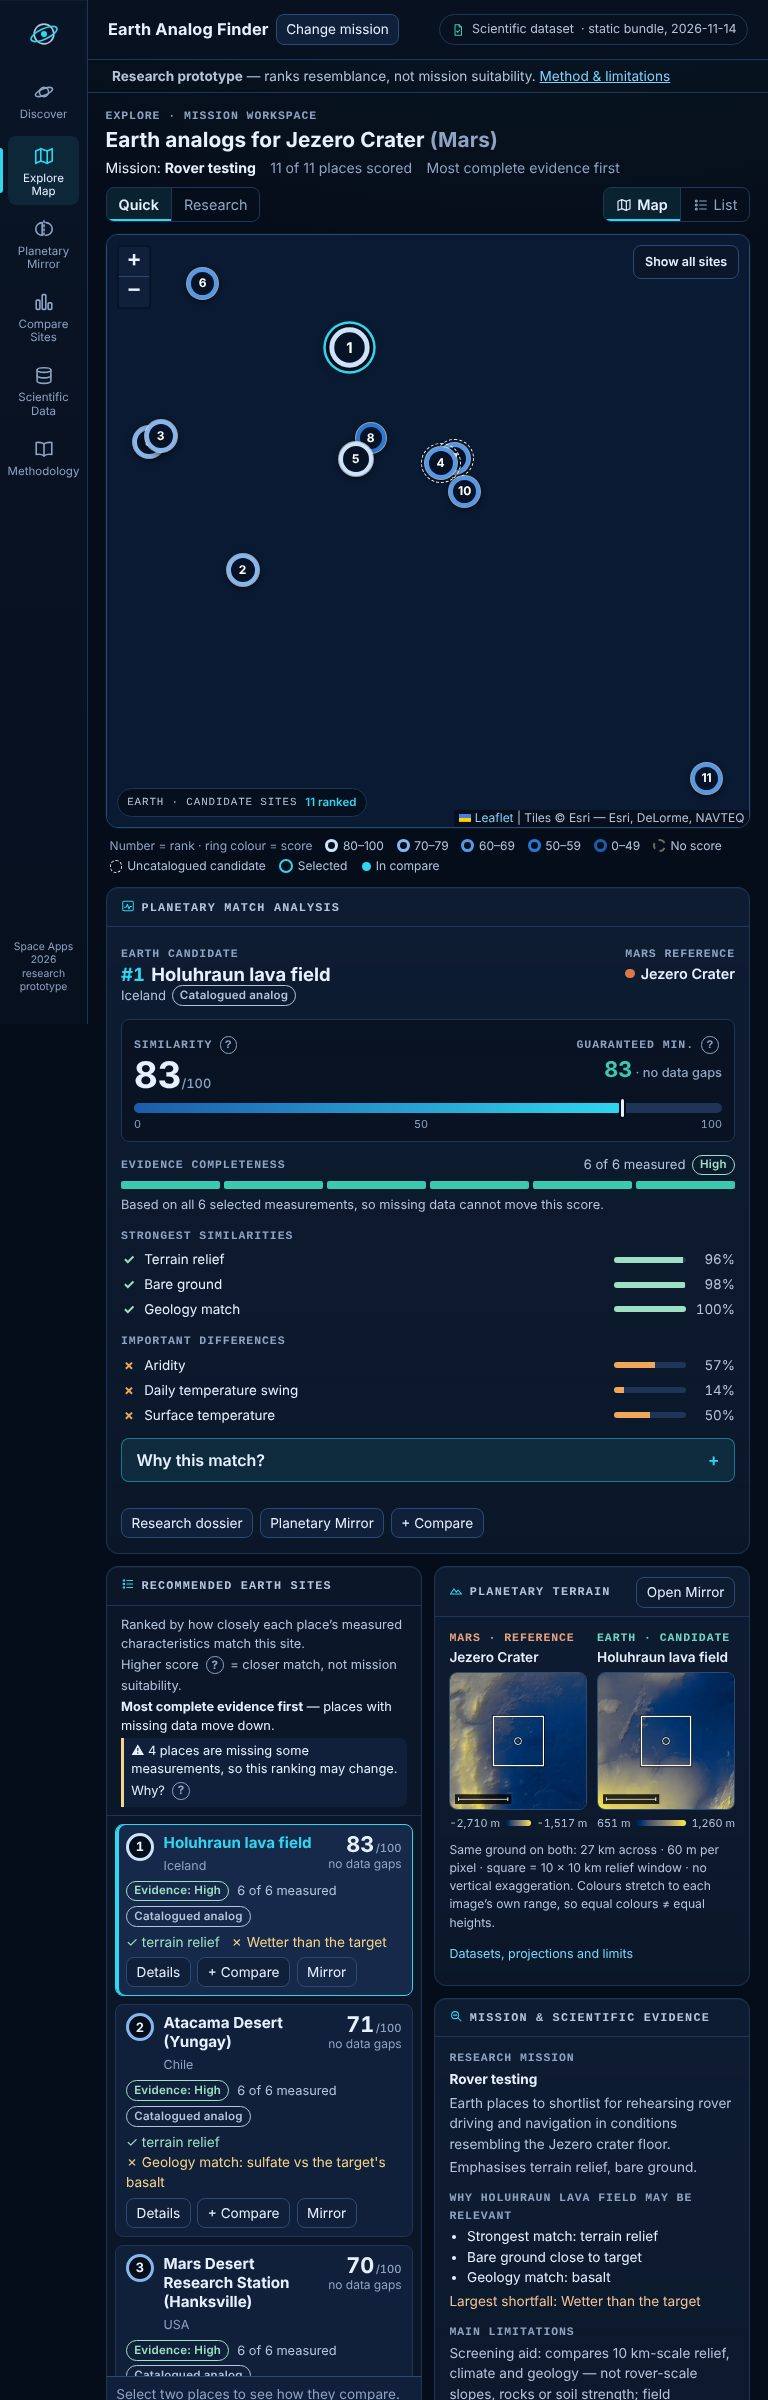 Earth Analog Finder
Change mission
Scientific dataset · static bundle, 2026-11-14
Research prototype — ranks resemblance, not mission suitability. Method & limitations
Discover
Explore
Map
Planetary
Mirror
Compare
Sites
Scientific
Data
Methodology
Space Apps
2026
research
prototype
EXPLORE · MISSION WORKSPACE
Earth analogs for Jezero Crater (Mars)
Mission: Rover testing 11 of 11 places scored Most complete evidence first
Quick Research
Map List
+
−
Show all sites
6
1
3
8
5
4
10
2
11
EARTH · CANDIDATE SITES 11 ranked
Leaflet | Tiles © Esri — Esri, DeLorme, NAVTEQ
Number = rank · ring colour = score 80–100 70–79 60–69 50–59 0–49 No score
Uncatalogued candidate Selected In compare
PLANETARY MATCH ANALYSIS
EARTH CANDIDATE
#1 Holuhraun lava field
Iceland Catalogued analog
MARS REFERENCE
Jezero Crater
SIMILARITY ?
83/100
GUARANTEED MIN. ?
83 · no data gaps
0 50 100
EVIDENCE COMPLETENESS 6 of 6 measured High
Based on all 6 selected measurements, so missing data cannot move this score.
STRONGEST SIMILARITIES
✓ Terrain relief 96%
✓ Bare ground 98%
✓ Geology match 100%
IMPORTANT DIFFERENCES
× Aridity 57%
× Daily temperature swing 14%
× Surface temperature 50%
Why this match? +
Research dossier Planetary Mirror + Compare
RECOMMENDED EARTH SITES
Ranked by how closely each place's measured
characteristics match this site.
Higher score ? = closer match, not mission
suitability.
Most complete evidence first — places with
missing data move down.
⚠ 4 places are missing some
measurements, so this ranking may change.
Why? ?
1 Holuhraun lava field 83/100
Iceland no data gaps
Evidence: High 6 of 6 measured
Catalogued analog
✓ terrain relief × Wetter than the target
Details + Compare Mirror
2 Atacama Desert 71/100
(Yungay) no data gaps
Chile
Evidence: High 6 of 6 measured
Catalogued analog
✓ terrain relief
× Geology match: sulfate vs the target's
basalt
Details + Compare Mirror
3 Mars Desert 70/100
Research Station no data gaps
(Hanksville)
USA
Evidence: High 6 of 6 measured
Catalogued analog
Select two places to see how they compare.
PLANETARY TERRAIN Open Mirror
MARS · REFERENCE
Jezero Crater
EARTH · CANDIDATE
Holuhraun lava field
-2,710 m -1,517 m
651 m 1,260 m
Same ground on both: 27 km across · 60 m per
pixel · square = 10 × 10 km relief window · no
vertical exaggeration. Colours stretch to each
image's own range, so equal colours ≠ equal
heights.
Datasets, projections and limits
MISSION & SCIENTIFIC EVIDENCE
RESEARCH MISSION
Rover testing
Earth places to shortlist for rehearsing rover
driving and navigation in conditions
resembling the Jezero crater floor.
Emphasises terrain relief, bare ground.
WHY HOLUHRAUN LAVA FIELD MAY BE
RELEVANT
• Strongest match: terrain relief
• Bare ground close to target
• Geology match: basalt
Largest shortfall: Wetter than the target
MAIN LIMITATIONS
Screening aid: compares 10 km-scale relief,
climate and geology — not rover-scale
slopes, rocks or soil strength; field